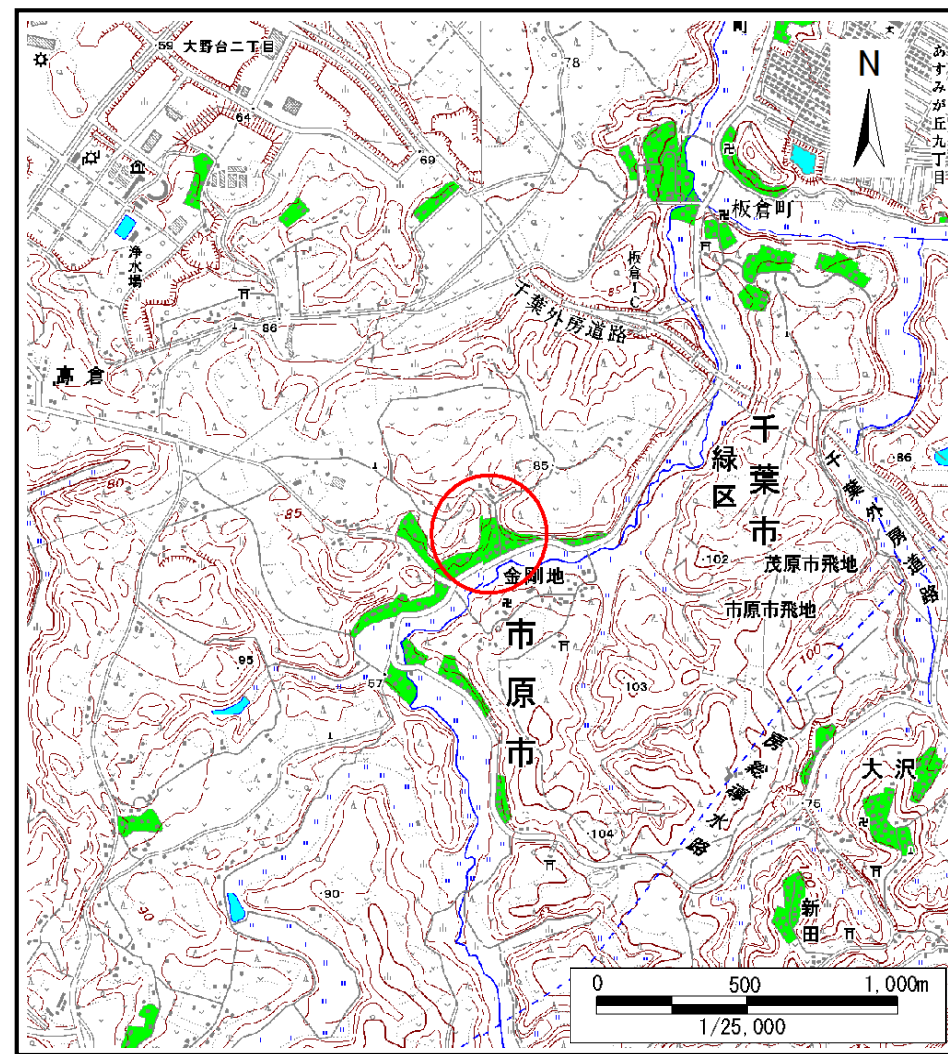 町
59
大野台二丁目
78
N
あすみが丘九丁目
64
69
浄水場
板倉町
板倉IC
85
千葉外房道路
86
高倉
千葉市
緑区
85
80
85
86
千葉外房道路
102
茂原市飛地
金剛地
市原市飛地
市原市
95
100
57
103
房総導水路
大沢
75
104
90
90
90
新田
0 500 1,000m
1/25,000